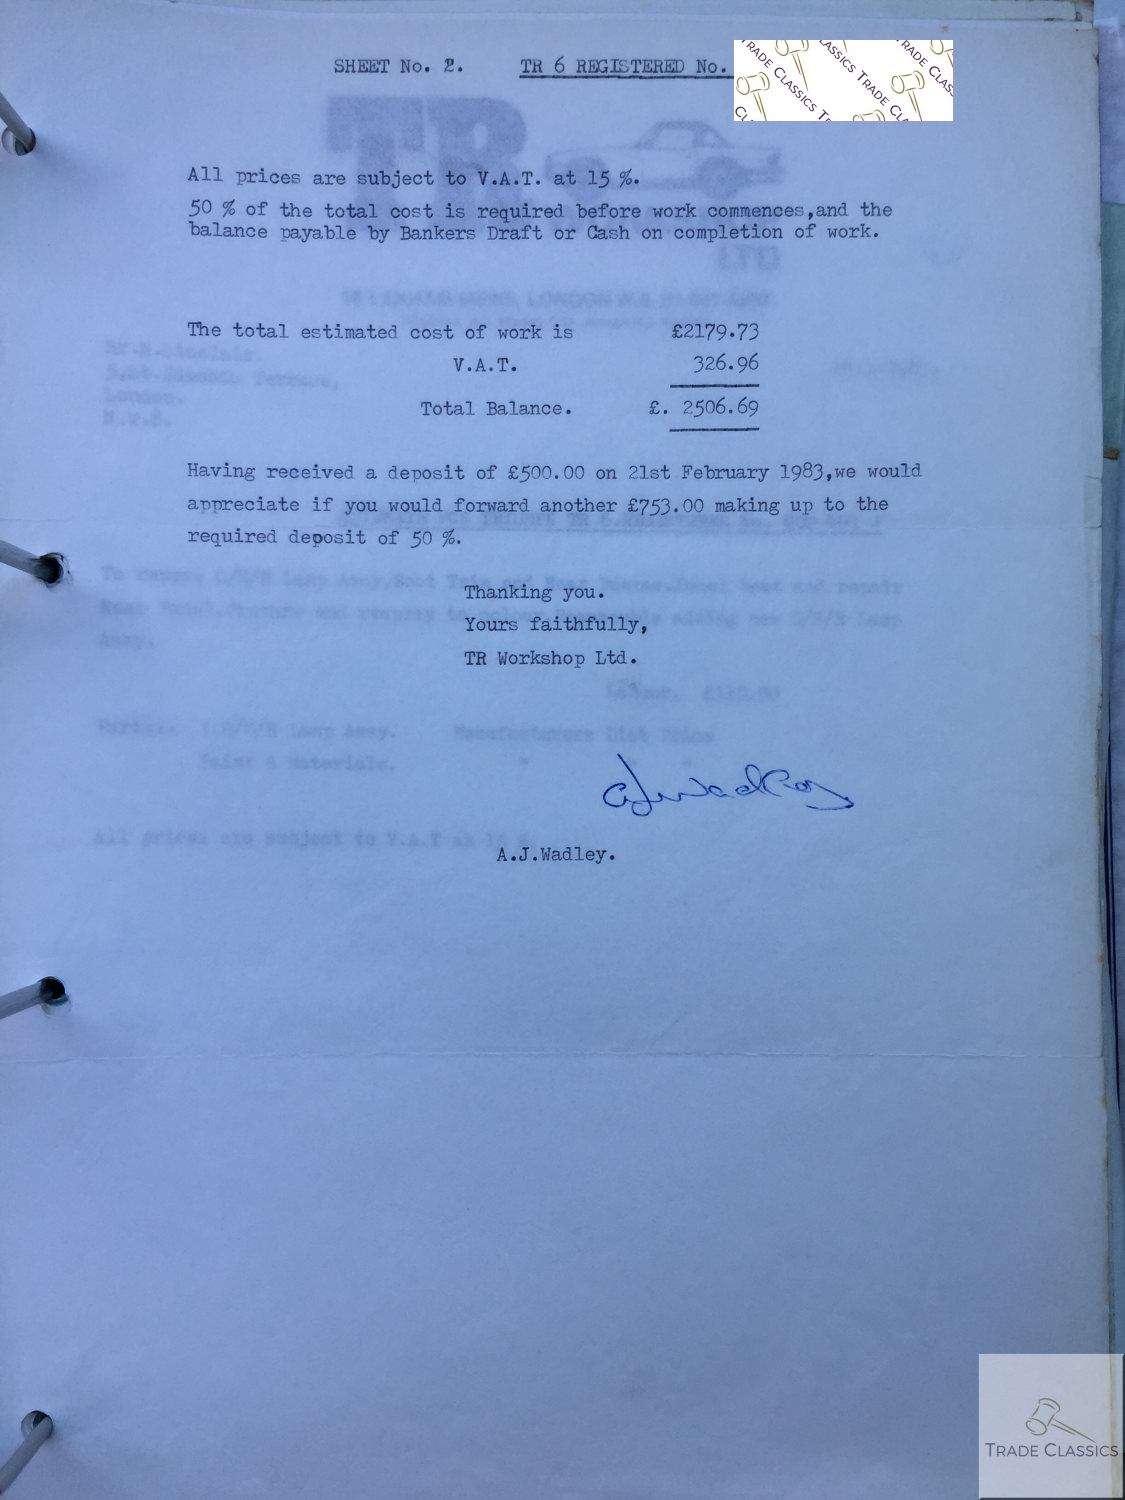 SHEET No. 2.
TR 6 REGISTERED No.
TRADE CLASSICS
All prices are subject to V.A.T. at 15 %.
50 % of the total cost is required before work commences,and the
balance payable by Bankers Draft or Cash on completion of work.
The total estimated cost of work is £2179.73
V.A.T. 326.96
Total Balance. £. 2506.69
Having received a deposit of £500.00 on 21st February 1983,we would
appreciate if you would forward another £753.00 making up to the
required deposit of 50 %.
Thanking you.
Yours faithfully,
TR Workshop Ltd.
A.J.Wadley.
TRADE CLASSICS